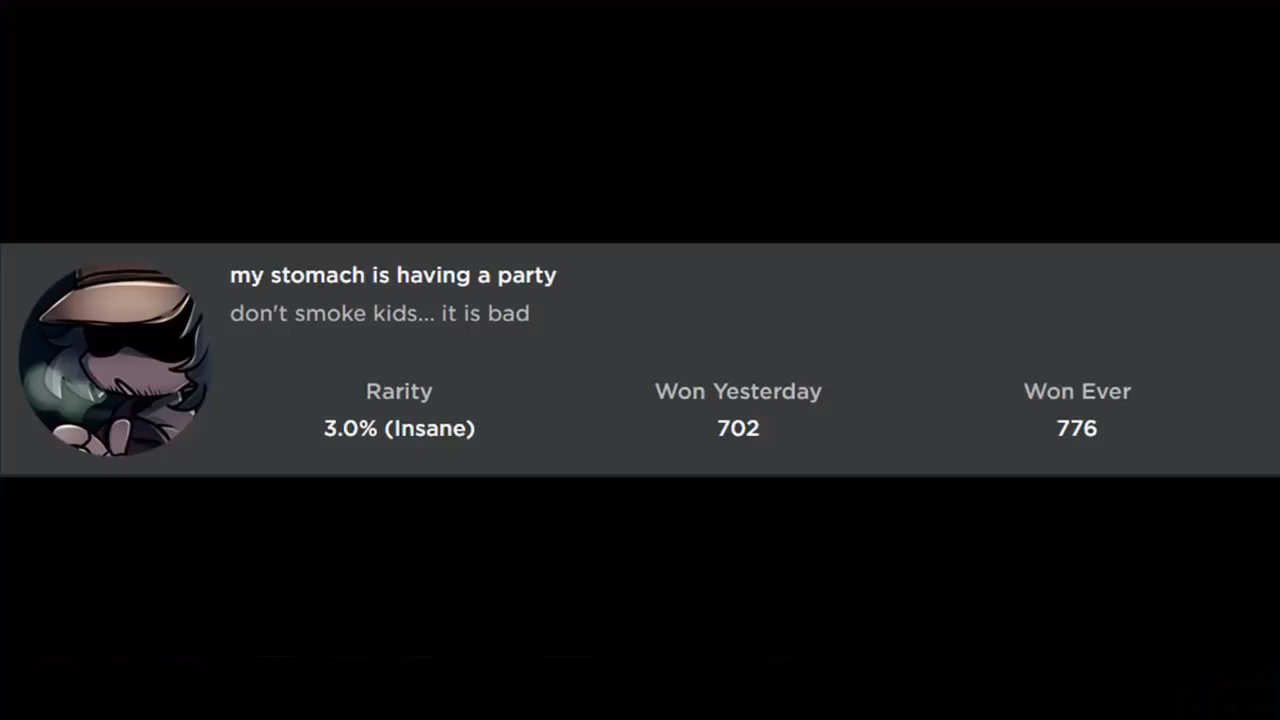 my stomach is having a party
don't smoke kids... it is bad
Rarity Won Yesterday Won Ever
3.0% (Insane) 702 776